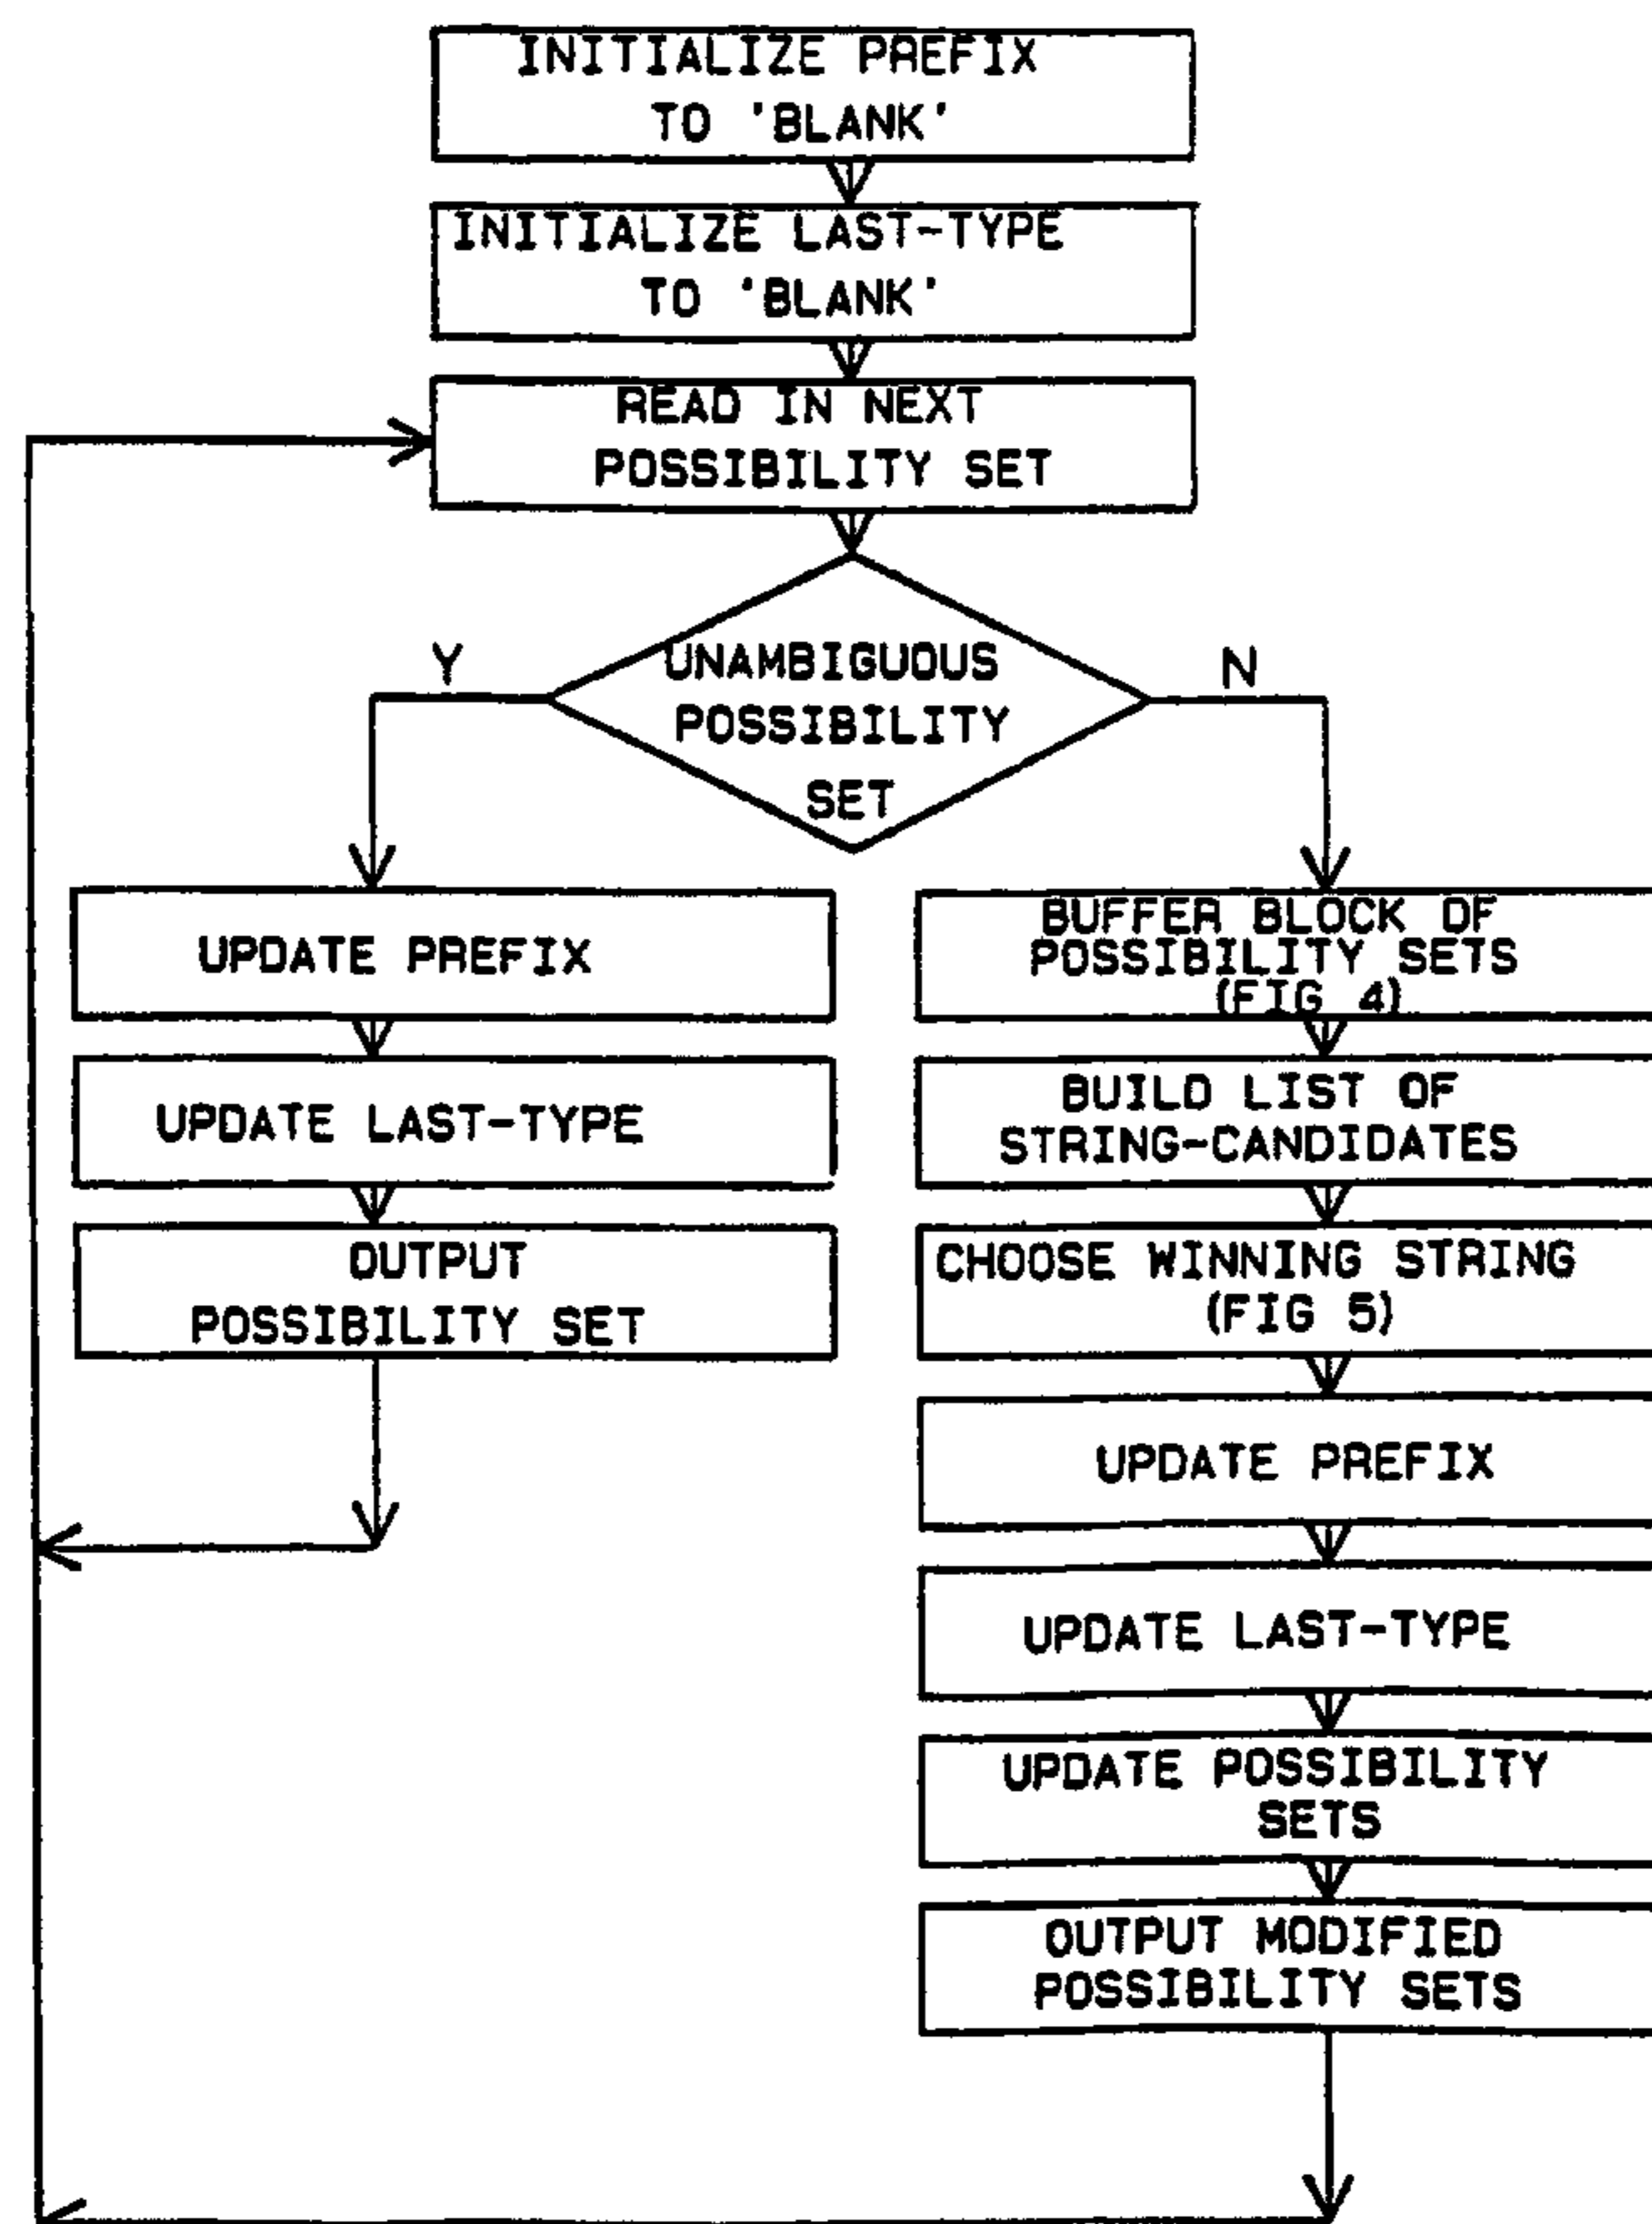 INITIALIZE PREFIX
TO 'BLANK'
INITIALIZE LAST-TYPE
TO 'BLANK'
READ IN NEXT
POSSIBILITY SET
UNAMBIGUOUS
POSSIBILITY
SET
Y
N
UPDATE PREFIX
UPDATE LAST-TYPE
OUTPUT
POSSIBILITY SET
BUFFER BLOCK OF
POSSIBILITY SETS
(FIG 4)
BUILD LIST OF
STRING-CANDIDATES
CHOOSE WINNING STRING
(FIG 5)
UPDATE PREFIX
UPDATE LAST-TYPE
UPDATE POSSIBILITY
SETS
OUTPUT MODIFIED
POSSIBILITY SETS